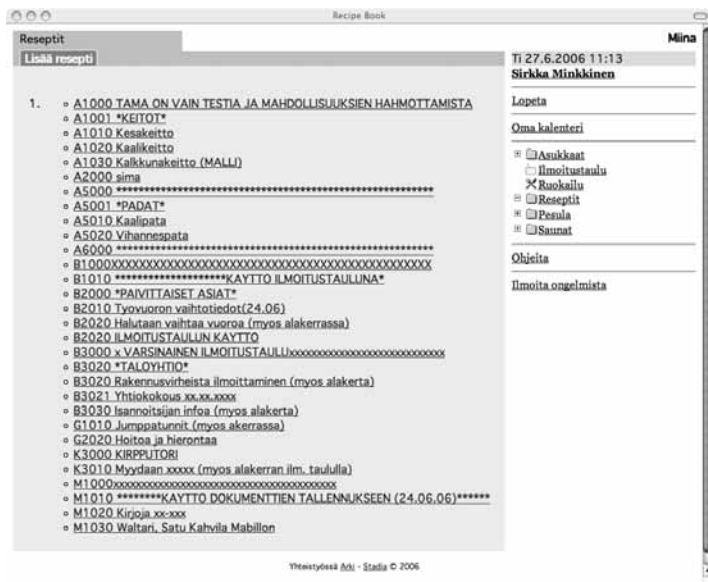 Recipe Book
Reseptit
Miina
Lisää resepti
Ti 27.6.2006 11:13
Sirkka Minkkinen
Lopeta
Oma kalenteri
Asukkaat
Ilmoitustaulu
Ruokailu
Reseptit
Pesula
Saunat
Ohjeita
Ilmoita ongelmista
1.
A1000 TAMA ON VAIN TESTIA JA MAHDOLLISUUKSIEN HAHMOTTAMISTA
A1001 *KEITOT*
A1010 Kesakeitto
A1020 Kaalikeitto
A1030 Kalkkunakeitto (MALLI)
A2000 sima
A5000 **********************************************************
A5001 *PADAT*
A5010 Kaalipata
A5020 Vihannespata
A6000 **********************************************************
B1000XXXXXXXXXXXXXXXXXXXXXXXXXXXXXXXXXXXXXXXXXXXXXX
B1010 ********************KAYTTO ILMOITUSTAULUNA*
B2000 *PAIVITTAISET ASIAT*
B2010 Tyovuoron vaihtotiedot(24.06)
B2020 Halutaan vaihtaa vuoroa (myos alakerrassa)
B2020 ILMOITUSTAULUN KAYTTO
B3000 x VARSINAINEN ILMOITUSTAULUxxxxxxxxxxxxxxxxxxxxxxxxxxx
B3020 *TALOYHTIO*
B3020 Rakennusvirheista ilmoittaminen (myos alakerta)
B3021 Yhtiokokous xx.xx.xxxx
B3030 Isannoitsijan infoa (myos alakerta)
G1010 Jumppatunnit (myos akerrassa)
G2020 Hoitoa ja hierontaa
K3000 KIRPPUTORI
K3010 Myydaan xxxxx (myos alakerran ilm. taululla)
M1000xxxxxxxxxxxxxxxxxxxxxxxxxxxxxxxxxxxxxxx
M1010 ********KAYTTO DOKUMENTTIEN TALLENNUKSEEN (24.06.06)******
M1020 Kirjoja xx-xxx
M1030 Waltari, Satu Kahvila Mabillon
Yhteistyössä Arki - Stadia © 2006